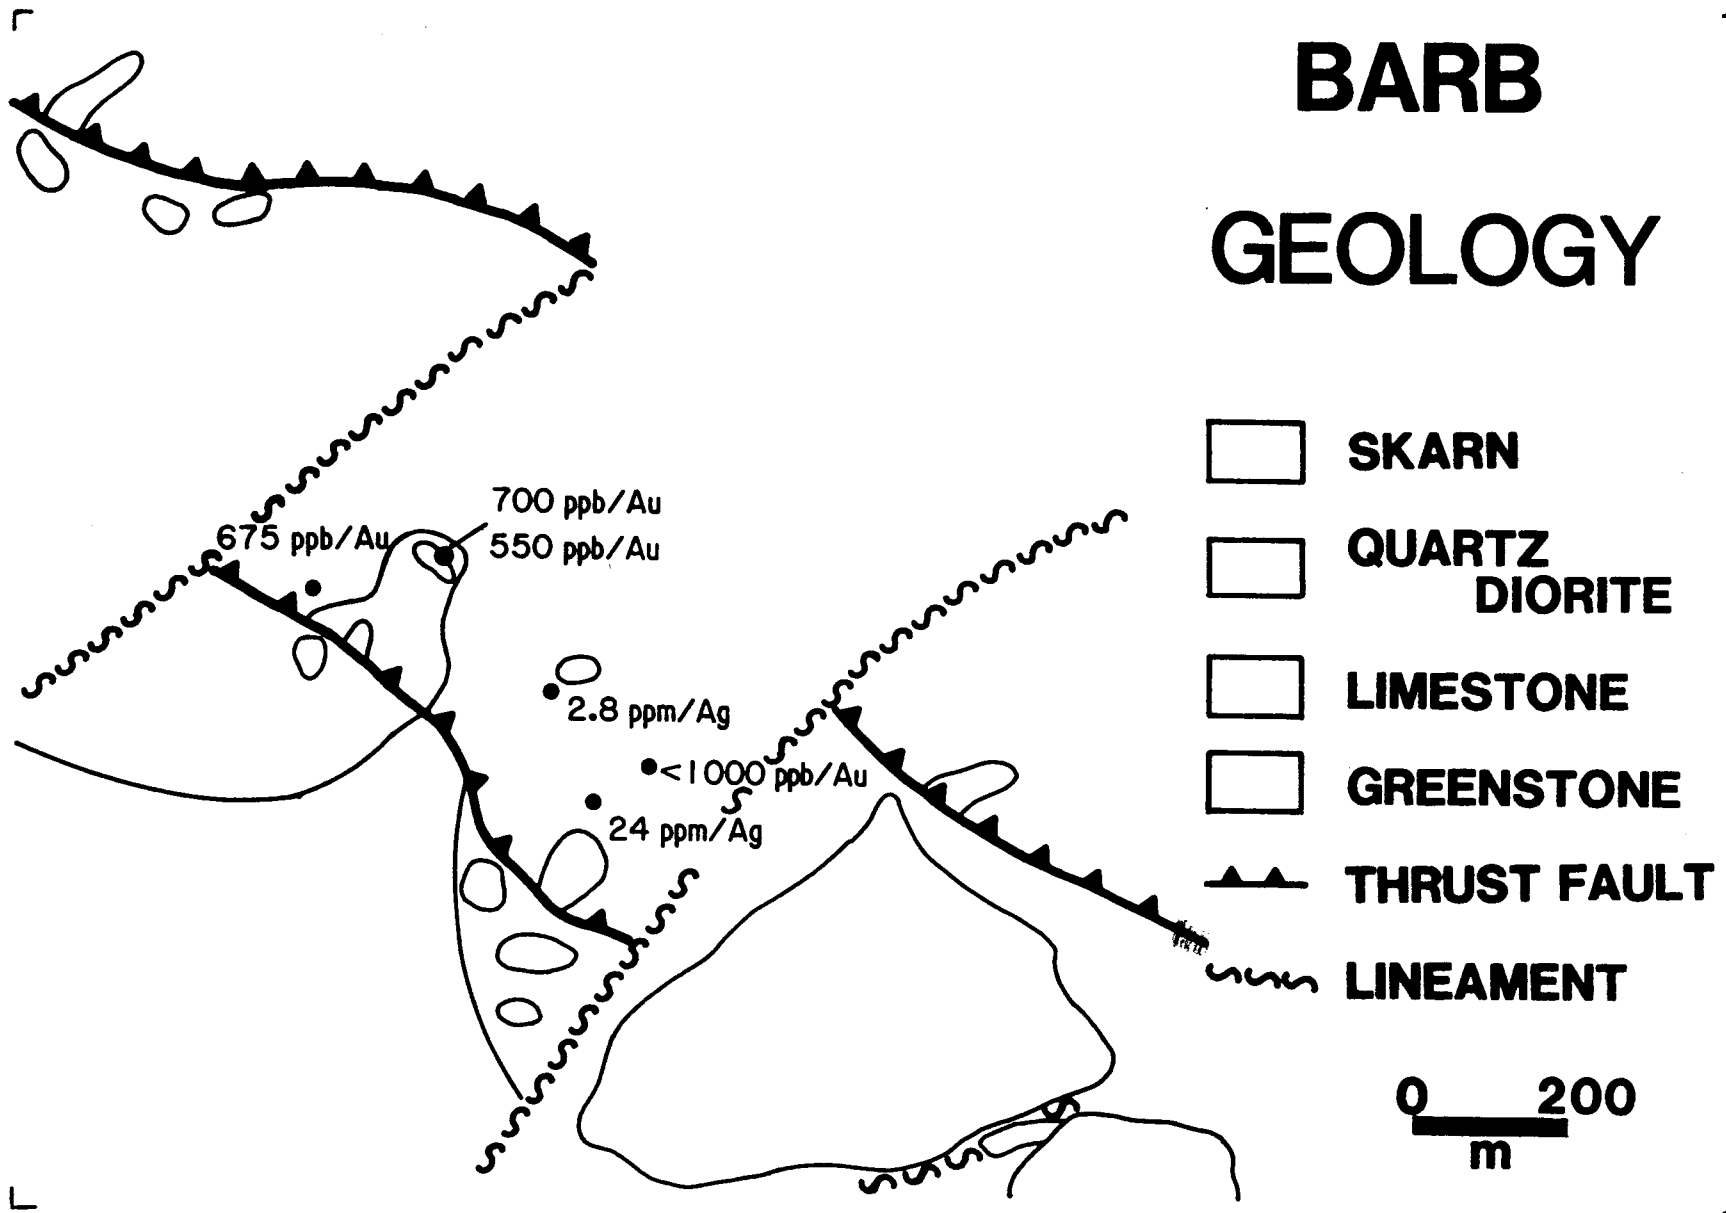 BARB
GEOLOGY
SKARN
QUARTZ
DIORITE
LIMESTONE
GREENSTONE
THRUST FAULT
LINEAMENT
0 200
m
700 ppb/Au
550 ppb/Au
675 ppb/Au
2.8 ppm/Ag
<1000 ppb/Au
24 ppm/Ag